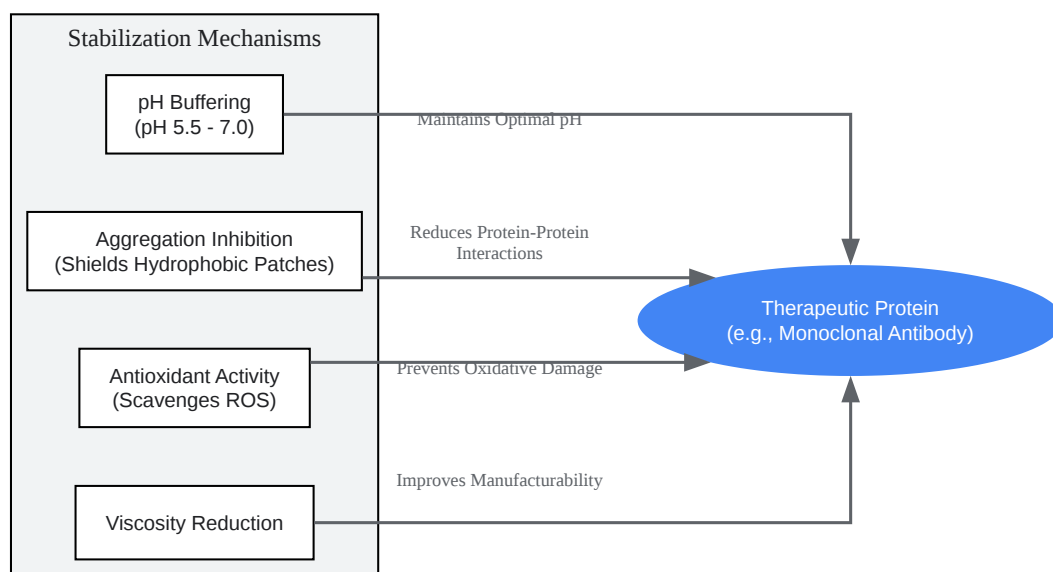 Stabilization Mechanisms
pH Buffering
(pH 5.5 - 7.0)
Maintains Optimal pH
Aggregation Inhibition
(Shields Hydrophobic Patches)
Reduces Protein-Protein
Interactions
Therapeutic Protein
(e.g., Monoclonal Antibody)
Antioxidant Activity
(Scavenges ROS)
Prevents Oxidative Damage
Improves Manufacturability
Viscosity Reduction